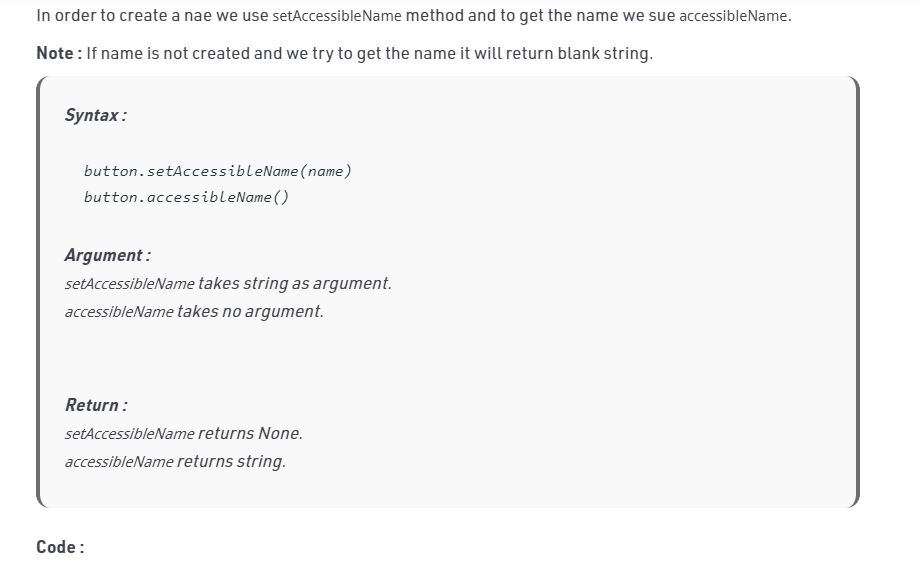 In order to create a nae we use setAccessibleName method and to get the name we sue accessibleName.
Note : If name is not created and we try to get the name it will return blank string.
Syntax :
button.setAccessibleName(name)
button.accessibleName()
Argument :
setAccessibleName takes string as argument.
accessibleName takes no argument.
Return :
setAccessibleName returns None.
accessibleName returns string.
Code :